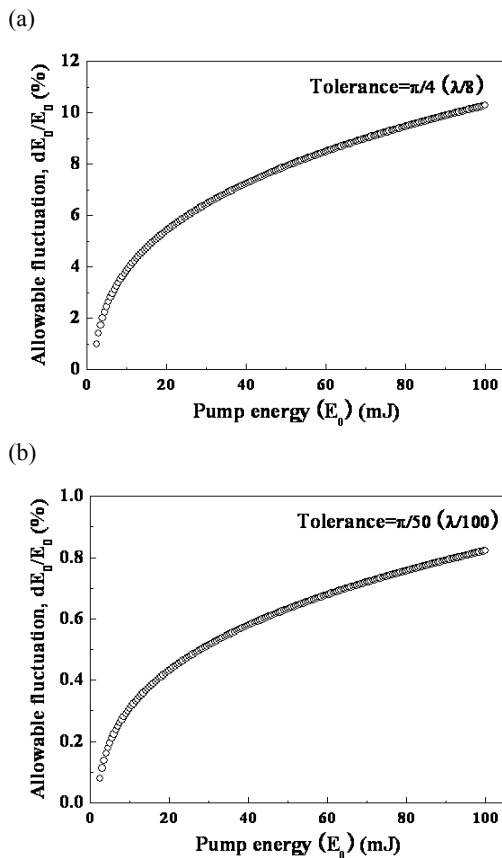 (a)
12
10
8
6
4
2
0
Allowable fluctuation, dE₀/E₀ (%)
Tolerance=π/4 (λ/8)
0 20 40 60 80 100
Pump energy (E₀) (mJ)
(b)
1.0
0.8
0.6
0.4
0.2
0.0
Allowable fluctuation, dE₀/E₀ (%)
Tolerance=π/50 (λ/100)
0 20 40 60 80 100
Pump energy (E₀) (mJ)